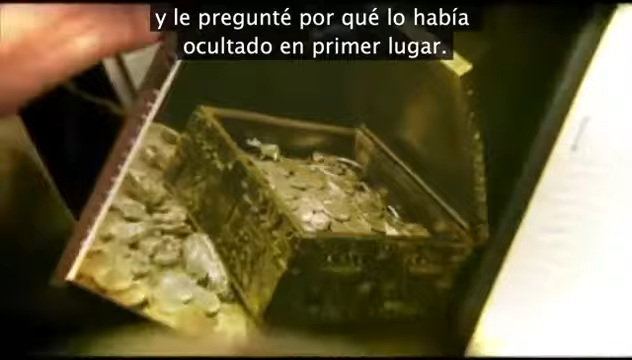 y le pregunté por qué lo había
ocultado en primer lugar.